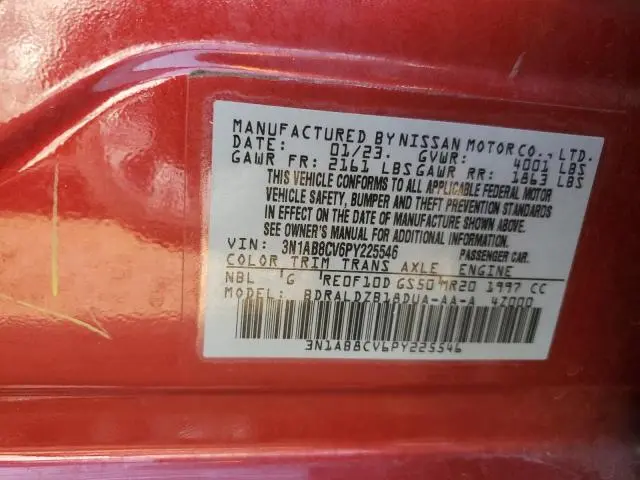 MANUFACTURED BY NISSAN MOTOR CO., LTD.
DATE: 01/23. GVWR: 4001 LBS
GAWR FR: 2161 LBS GAWR RR: 1863 LBS
THIS VEHICLE CONFORMS TO ALL APPLICABLE FEDERAL MOTOR
VEHICLE SAFETY, BUMPER AND THEFT PREVENTION STANDARDS
IN EFFECT ON THE DATE OF MANUFACTURE SHOWN ABOVE.
SEE OWNER'S MANUAL FOR ADDITIONAL INFORMATION.
VIN: 3N1AB8CV6PY225546 PASSENGER CAR.
COLOR TRIM TRANS AXLE ENGINE
NBL G RE0F10D GS50 MR20 1997 CC
MODEL: BDRALDZB18DUA-AA-A 4Z000
3N1AB8CV6PY225546